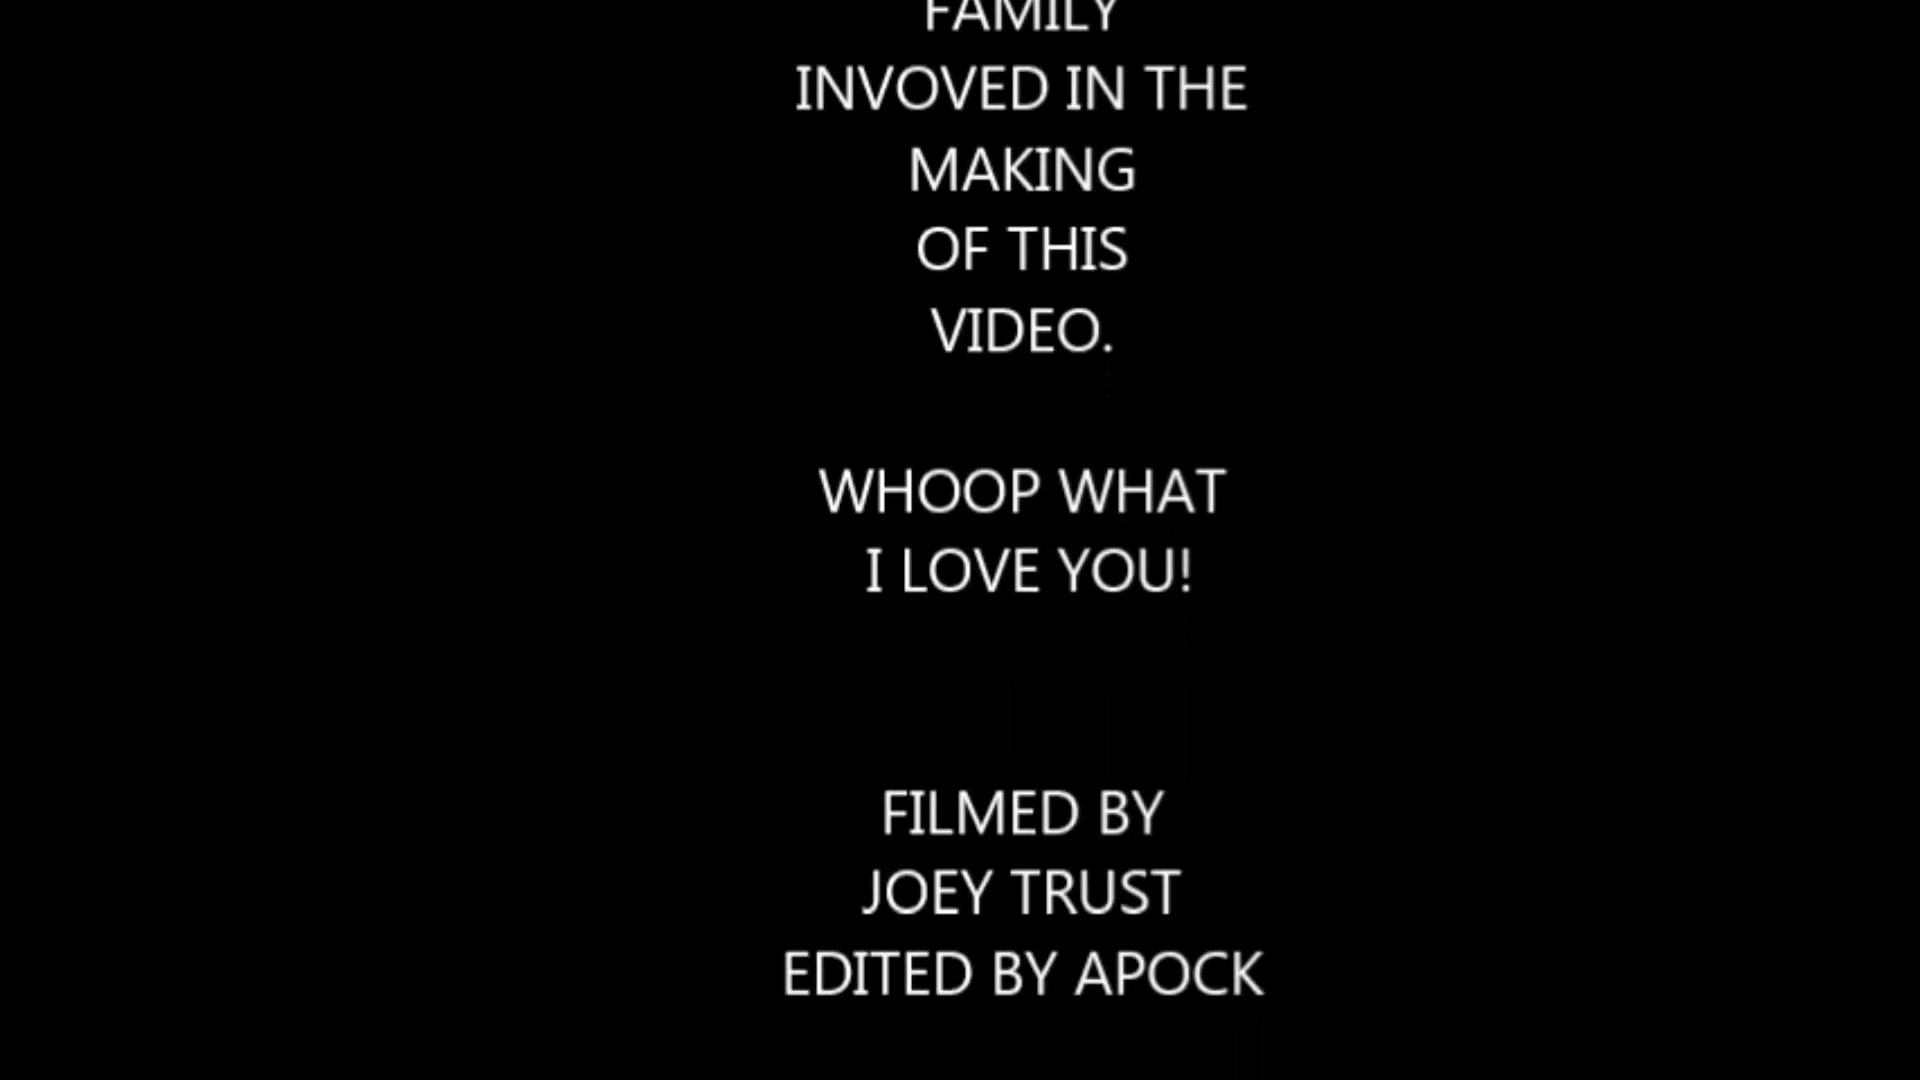 FAMILY
INVOVED IN THE
MAKING
OF THIS
VIDEO.
WHOOP WHAT
I LOVE YOU!
FILMED BY
JOEY TRUST
EDITED BY APOCK